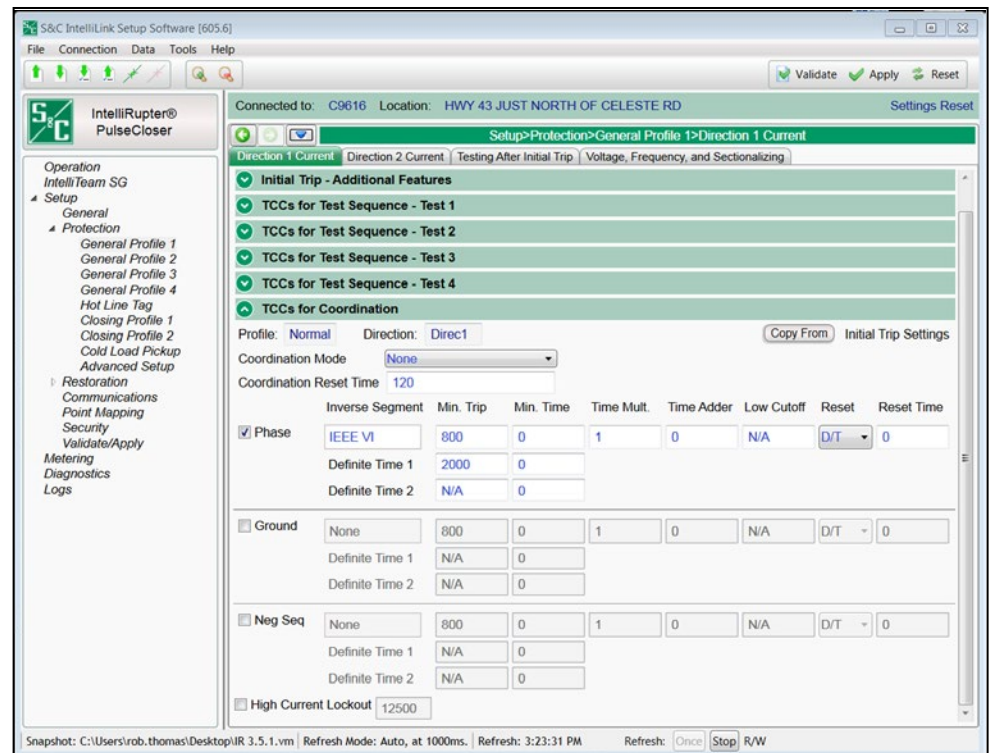 S&C IntelliLink Setup Software [605.6]
File Connection Data Tools Help
Validate Apply Reset
S&C
IntelliRupter®
PulseCloser
Connected to: C9616 Location: HWY 43 JUST NORTH OF CELESTE RD Settings Reset
Setup>Protection>General Profile 1>Direction 1 Current
Direction 1 Current Direction 2 Current Testing After Initial Trip Voltage, Frequency, and Sectionalizing
Operation
IntelliTeam SG
Setup
General
Protection
General Profile 1
General Profile 2
General Profile 3
General Profile 4
Hot Line Tag
Closing Profile 1
Closing Profile 2
Cold Load Pickup
Advanced Setup
Restoration
Communications
Point Mapping
Security
Validate/Apply
Metering
Diagnostics
Logs
Initial Trip - Additional Features
TCCs for Test Sequence - Test 1
TCCs for Test Sequence - Test 2
TCCs for Test Sequence - Test 3
TCCs for Test Sequence - Test 4
TCCs for Coordination
Profile: Normal Direction: Direc1 Copy From Initial Trip Settings
Coordination Mode None
Coordination Reset Time 120
Inverse Segment Min. Trip Min. Time Time Mult. Time Adder Low Cutoff Reset Reset Time
Phase IEEE VI 800 0 1 0 N/A D/T 0
Definite Time 1 2000 0
Definite Time 2 N/A 0
Ground None 800 0 1 0 N/A D/T 0
Definite Time 1 N/A 0
Definite Time 2 N/A 0
Neg Seq None 800 0 1 0 N/A D/T 0
Definite Time 1 N/A 0
Definite Time 2 N/A 0
High Current Lockout 12500
Snapshot: C:\Users\rob.thomas\Desktop\IR 3.5.1.vm Refresh Mode: Auto, at 1000ms. Refresh: 3:23:31 PM Refresh: Once Stop R/W